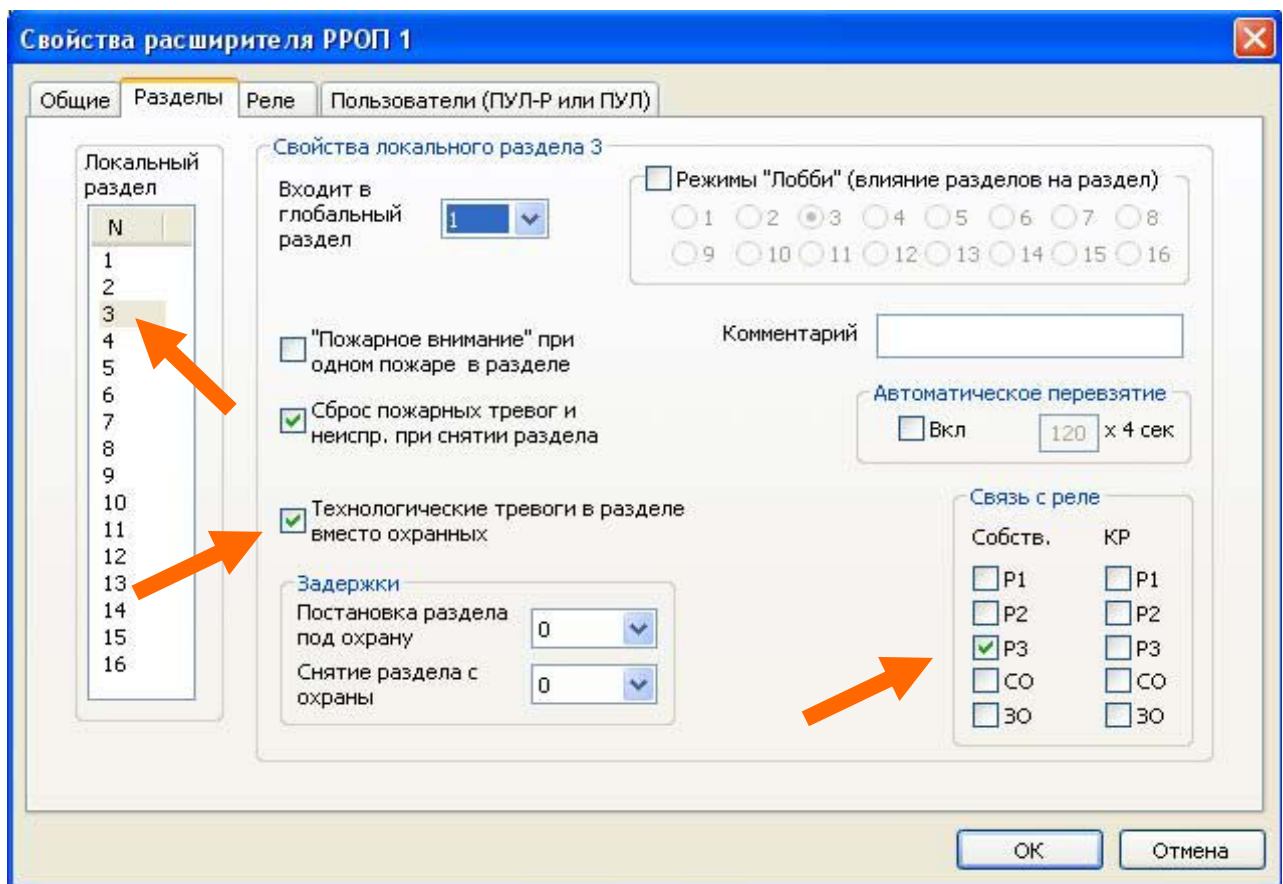 Свойства расширителя РРОП 1
Общие
Разделы
Реле
Пользователи (ПУЛ-Р или ПУЛ)
Локальный
раздел
N
1
2
3
4
5
6
7
8
9
10
11
12
13
14
15
16
Свойства локального раздела 3
Входит в
глобальный
раздел
1
Режимы "Лобби" (влияние разделов на раздел)
1 2 3 4 5 6 7 8
9 10 11 12 13 14 15 16
"Пожарное внимание" при
одном пожаре в разделе
Комментарий
Сброс пожарных тревог и
неиспр. при снятии раздела
Автоматическое перевзятие
Вкл 120 x 4 сек
Технологические тревоги в разделе
вместо охранных
Задержки
Постановка раздела
под охрану
0
Снятие раздела с
охраны
0
Связь с реле
Собств. КР
Р1 Р1
Р2 Р2
Р3 Р3
СО СО
ЗО ЗО
ОК
Отмена